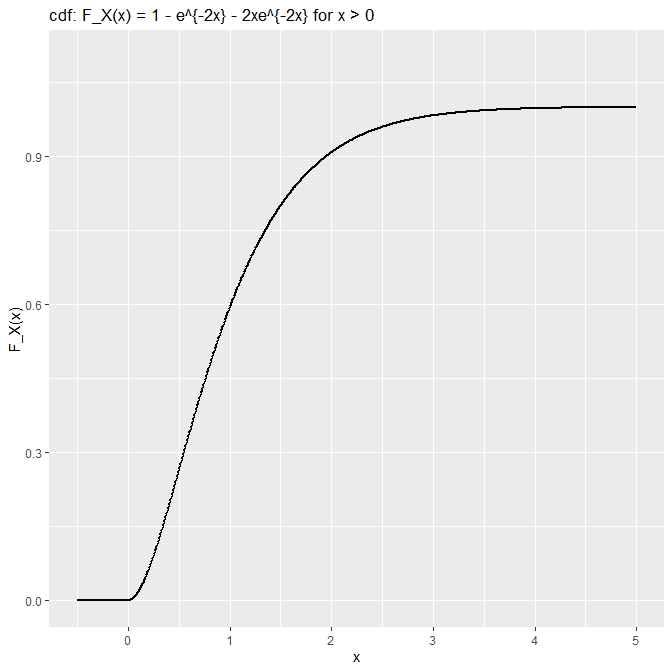 cdf: F_X(x) = 1 - e^{-2x} - 2xe^{-2x} for x > 0
F_X(x)
0.9
0.6
0.3
0.0
0 1 2 3 4 5
x